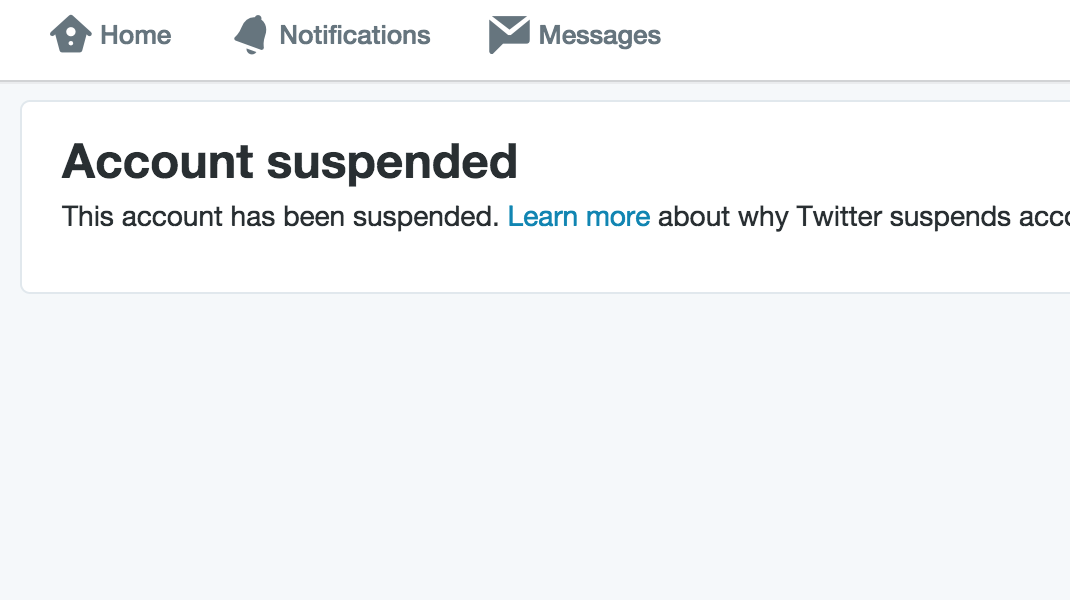 Home Notifications Messages
Account suspended
This account has been suspended. Learn more about why Twitter suspends